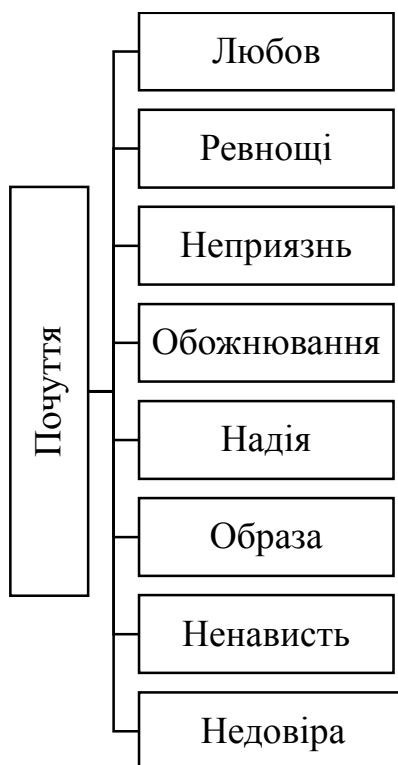 Почуття
Любов
Ревнощі
Неприязнь
Обожнювання
Надія
Образа
Ненависть
Недовіра